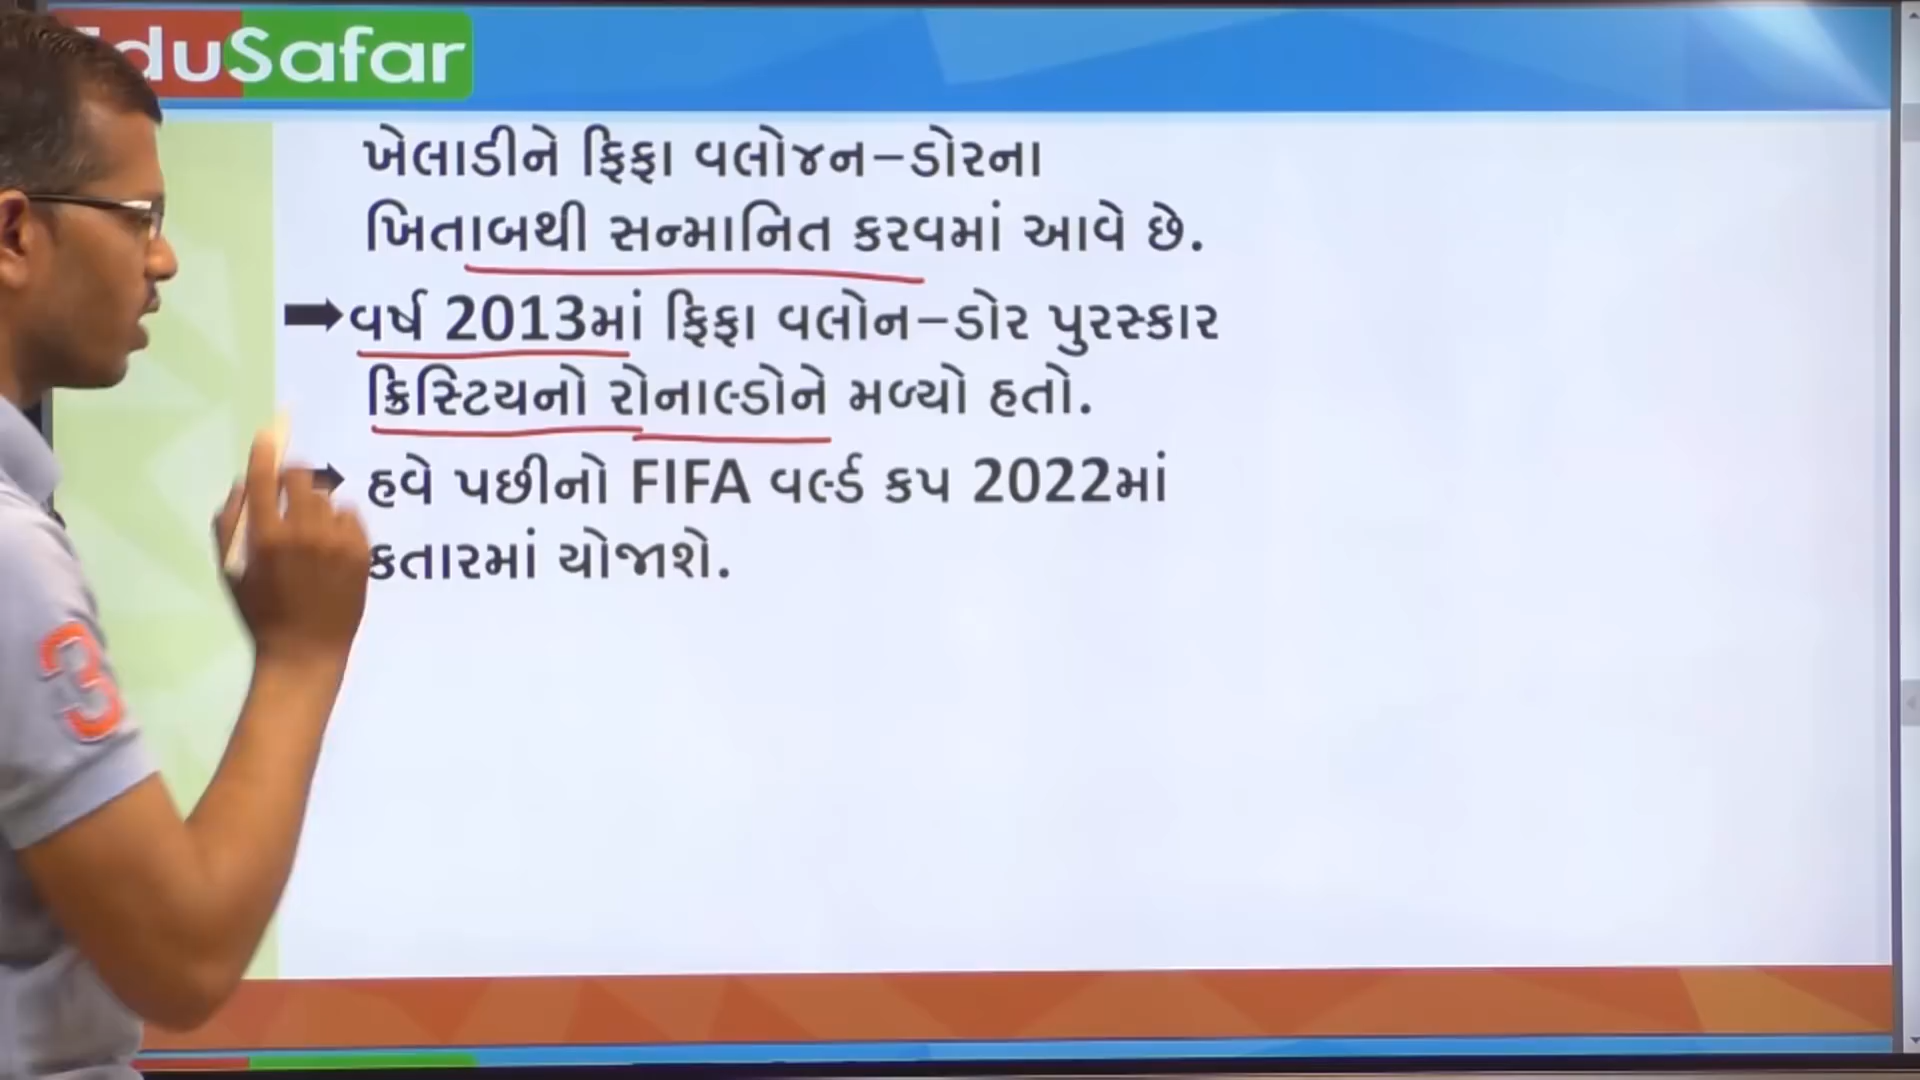 EduSafar
ખેલાડીને ફિફા વલોજન–ડોરના
ખિતાબથી સન્માનિત કરવમાં આવે છે.
વર્ષ 2013માં ફિફા વલોન–ડોર પુરસ્કાર
ક્રિસ્ટિયનો રોનાલ્ડોને મળ્યો હતો.
હવે પછીનો FIFA વર્લ્ડ કપ 2022માં
કતારમાં યોજાશે.
3